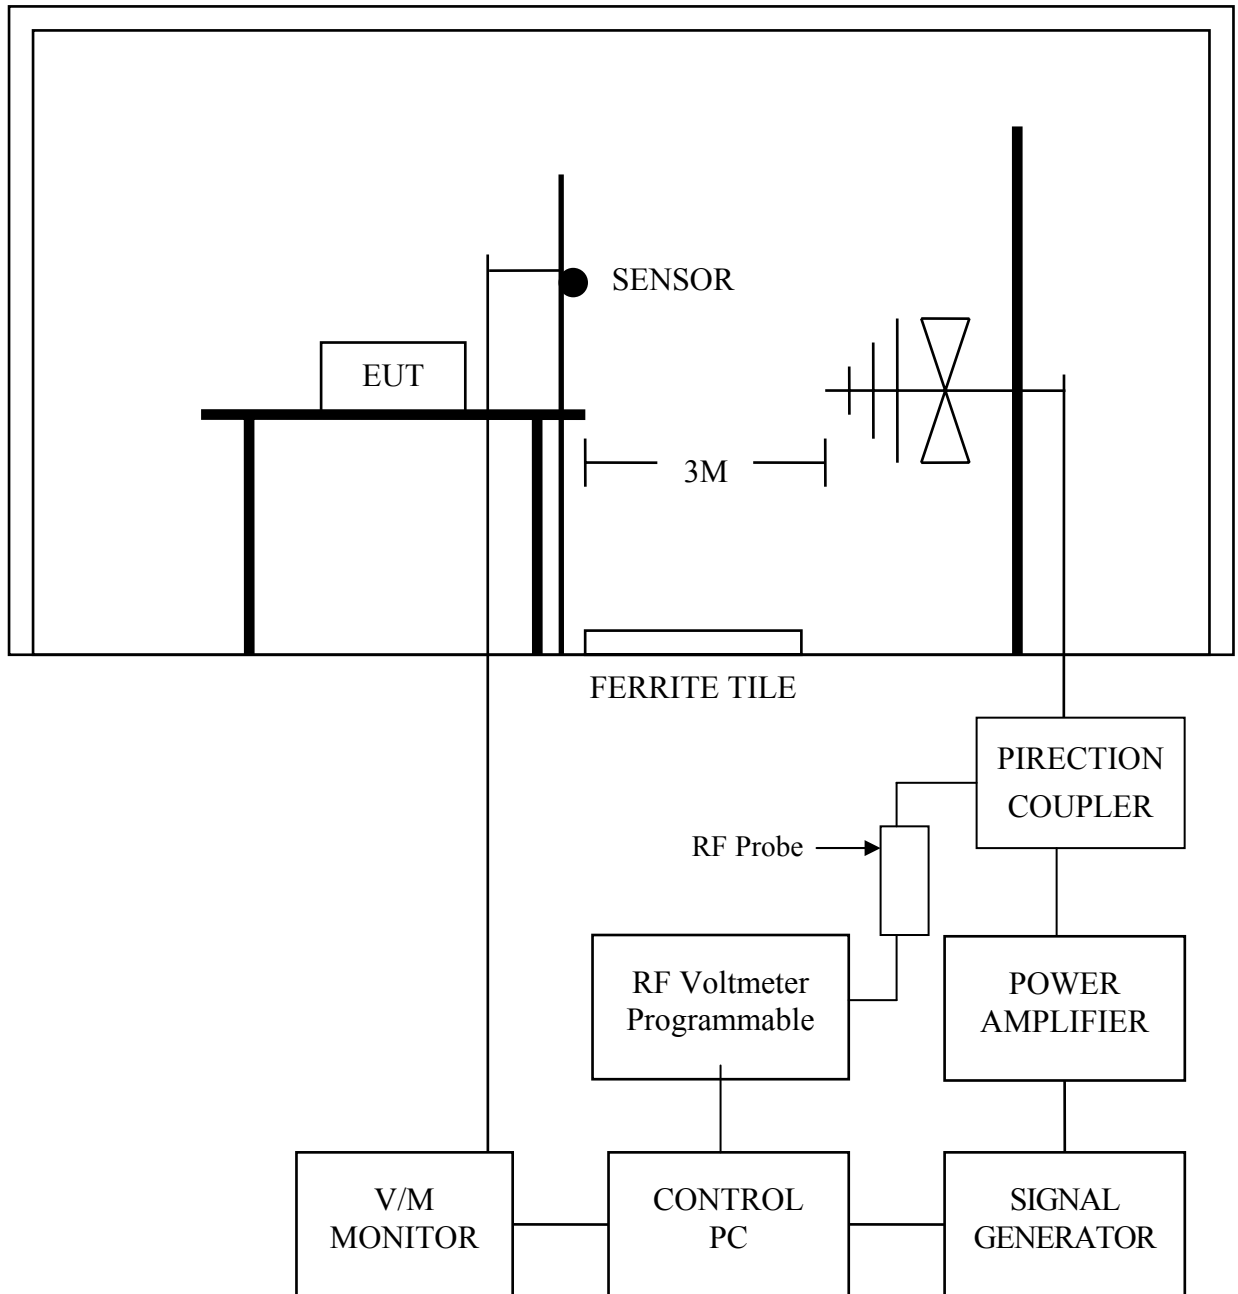 SENSOR
EUT
3M
FERRITE TILE
PIRECTION
COUPLER
RF Probe
RF Voltmeter
Programmable
POWER
AMPLIFIER
V/M
MONITOR
CONTROL
PC
SIGNAL
GENERATOR